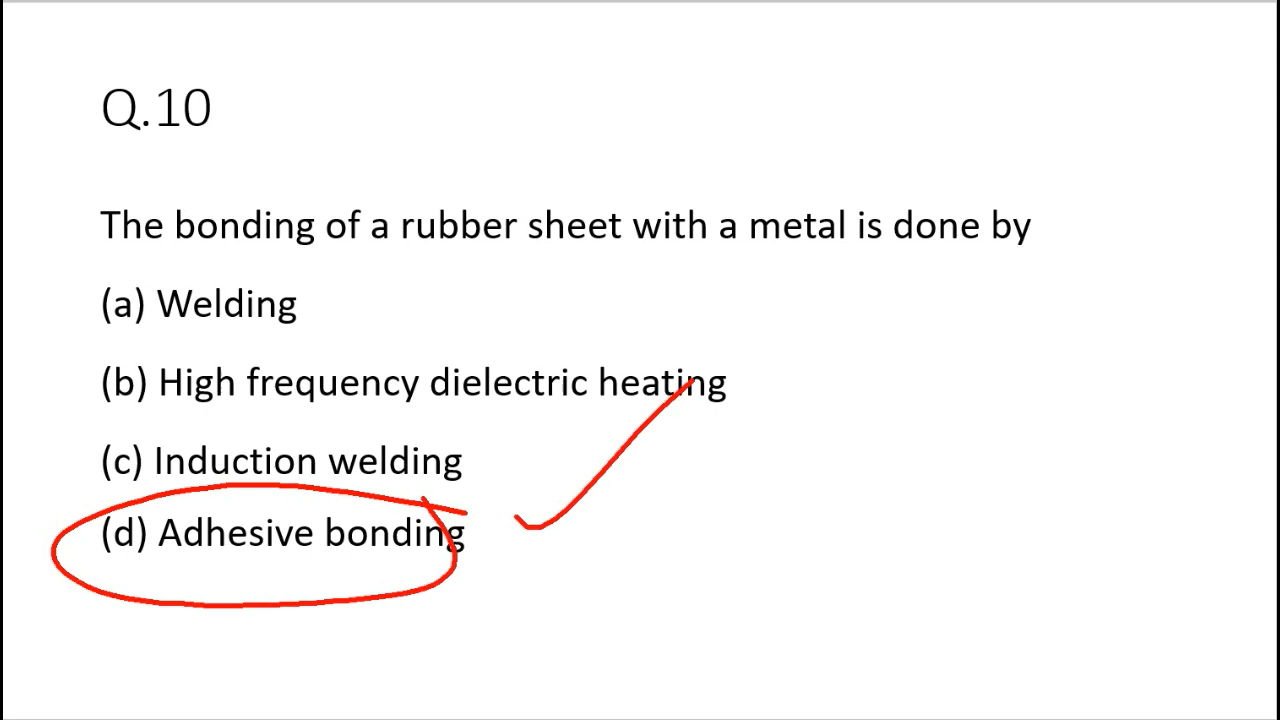 Q.10
The bonding of a rubber sheet with a metal is done by
(a) Welding
(b) High frequency dielectric heating
(c) Induction welding
(d) Adhesive bonding